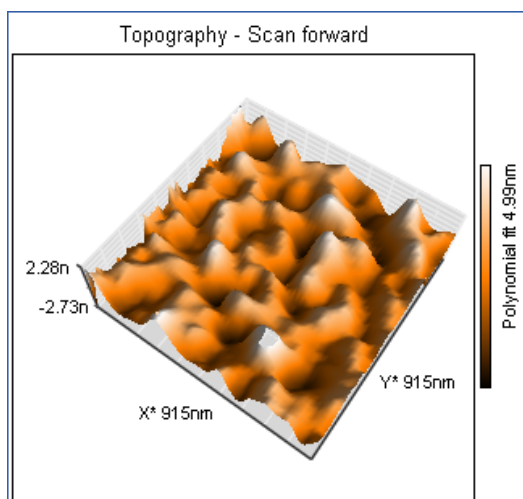 Topography - Scan forward
2.28n
-2.73n
X* 915nm
Y* 915nm
Polynomial fit 4.99nm